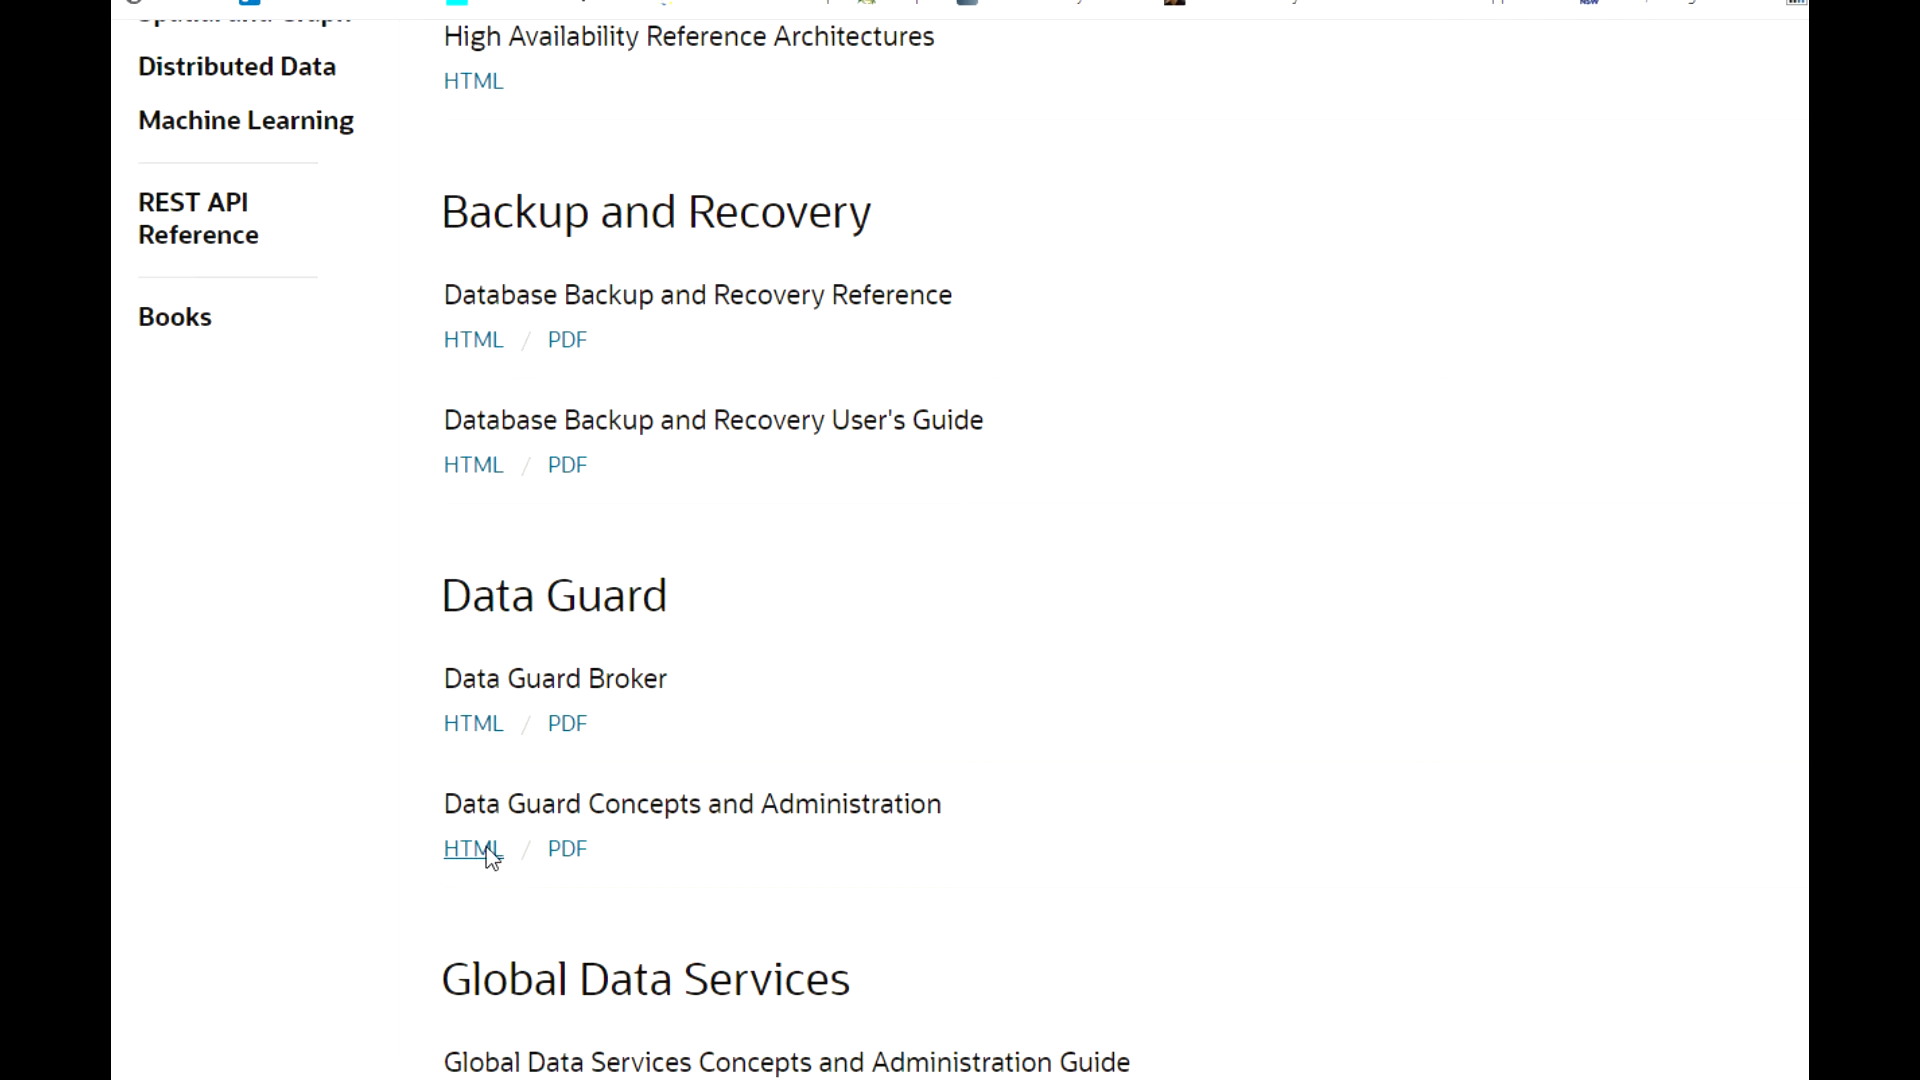 Distributed Data
Machine Learning
REST API
Reference
Books
High Availability Reference Architectures
HTML
Backup and Recovery
Database Backup and Recovery Reference
HTML / PDF
Database Backup and Recovery User's Guide
HTML / PDF
Data Guard
Data Guard Broker
HTML / PDF
Data Guard Concepts and Administration
HTML / PDF
Global Data Services
Global Data Services Concepts and Administration Guide